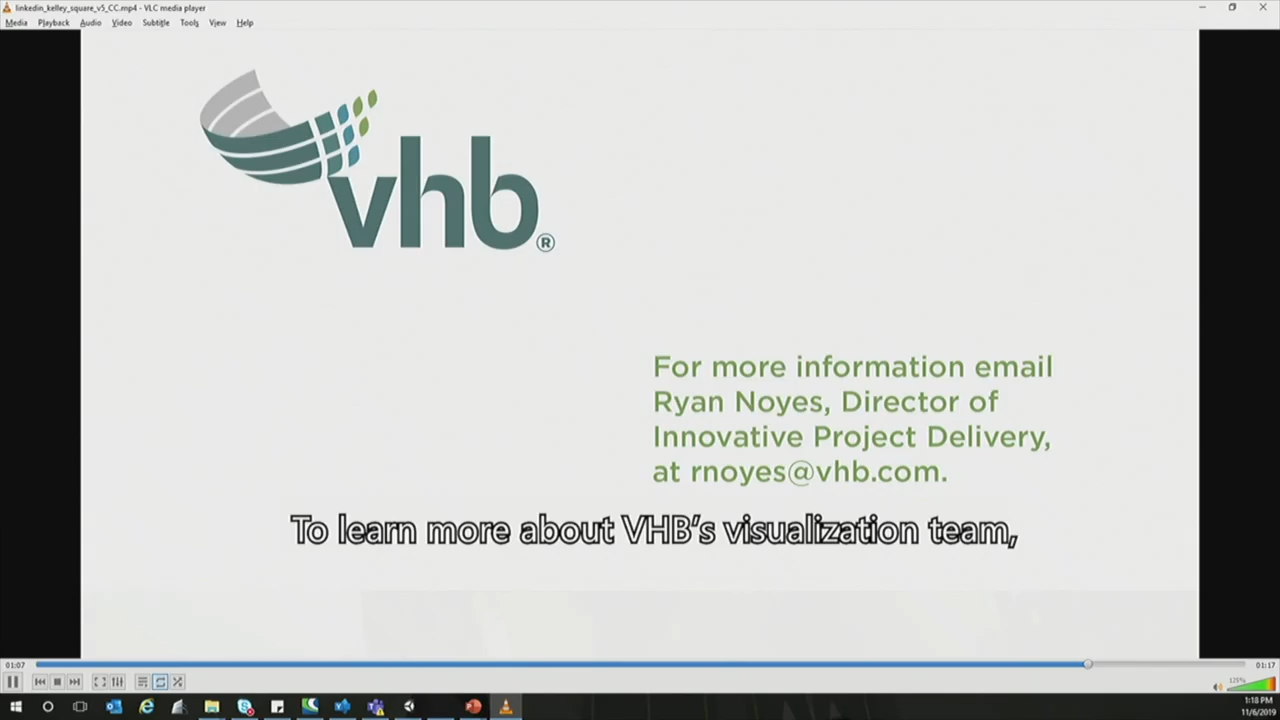 linkedin_kelley_square_v5_CC.mp4 - VLC media player
Media Playback Audio Video Subtitle Tools View Help
vhb®
For more information email
Ryan Noyes, Director of
Innovative Project Delivery,
at rnoyes@vhb.com.
To learn more about VHB’s visualization team,
01:07
01:17
125%
1:18 PM
11/6/2019